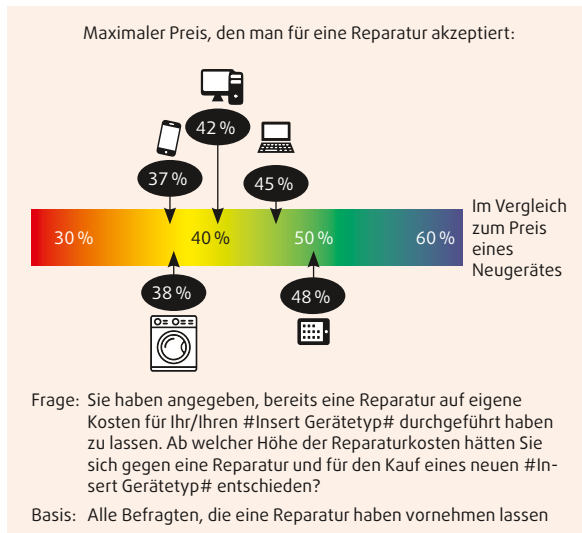 Maximaler Preis, den man für eine Reparatur akzeptiert:
42 %
37 %
45 %
30 %
40 %
50 %
60 %
Im Vergleich
zum Preis
eines
Neugerätes
38 %
48 %
Frage: Sie haben angegeben, bereits eine Reparatur auf eigene
Kosten für Ihr/Ihren #Insert Gerätetyp# durchgeführt haben
zu lassen. Ab welcher Höhe der Reparaturkosten hätten Sie
sich gegen eine Reparatur und für den Kauf eines neuen #In-
sert Gerätetyp# entschieden?
Basis: Alle Befragten, die eine Reparatur haben vornehmen lassen